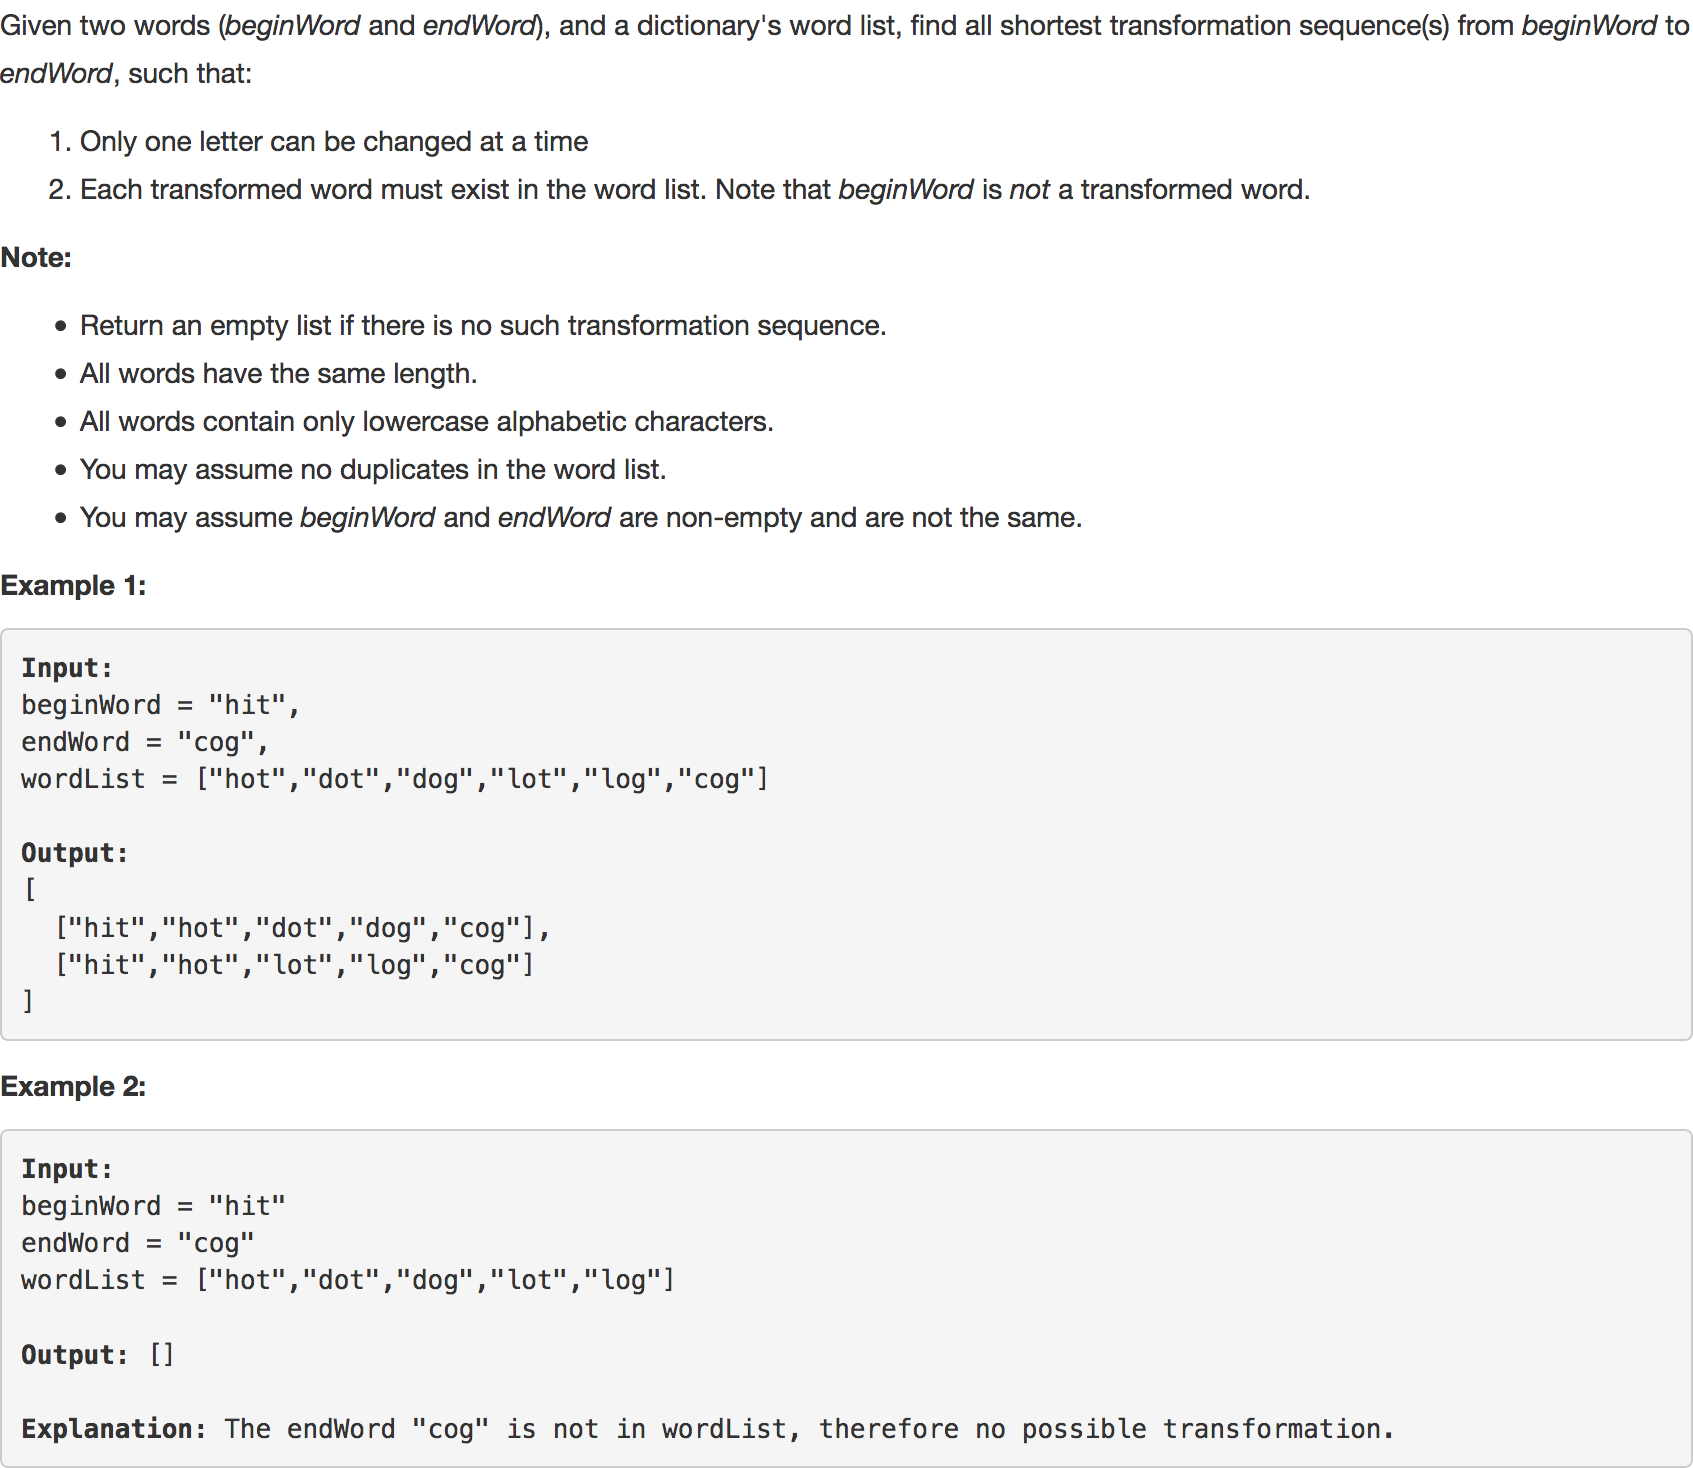 Given two words (beginWord and endWord), and a dictionary's word list, find all shortest transformation sequence(s) from beginWord to
endWord, such that:
1. Only one letter can be changed at a time
2. Each transformed word must exist in the word list. Note that beginWord is not a transformed word.
Note:
• Return an empty list if there is no such transformation sequence.
• All words have the same length.
• All words contain only lowercase alphabetic characters.
• You may assume no duplicates in the word list.
• You may assume beginWord and endWord are non-empty and are not the same.
Example 1:
Input:
beginWord = "hit",
endWord = "cog",
wordList = ["hot","dot","dog","lot","log","cog"]
Output:
[
  ["hit","hot","dot","dog","cog"],
  ["hit","hot","lot","log","cog"]
]
Example 2:
Input:
beginWord = "hit"
endWord = "cog"
wordList = ["hot","dot","dog","lot","log"]
Output: []
Explanation: The endWord "cog" is not in wordList, therefore no possible transformation.